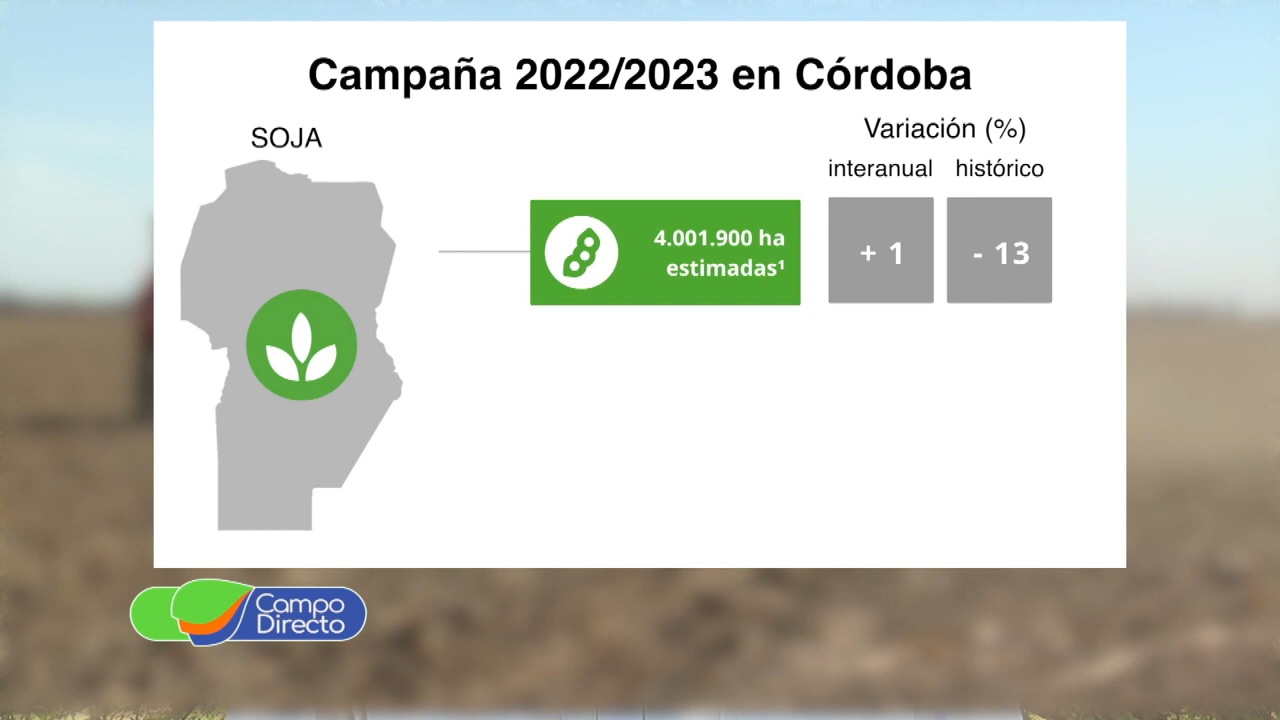 Campaña 2022/2023 en Córdoba
SOJA
Variación (%)
interanual histórico
4.001.900 ha
estimadas¹
+ 1
- 13
Campo
Directo